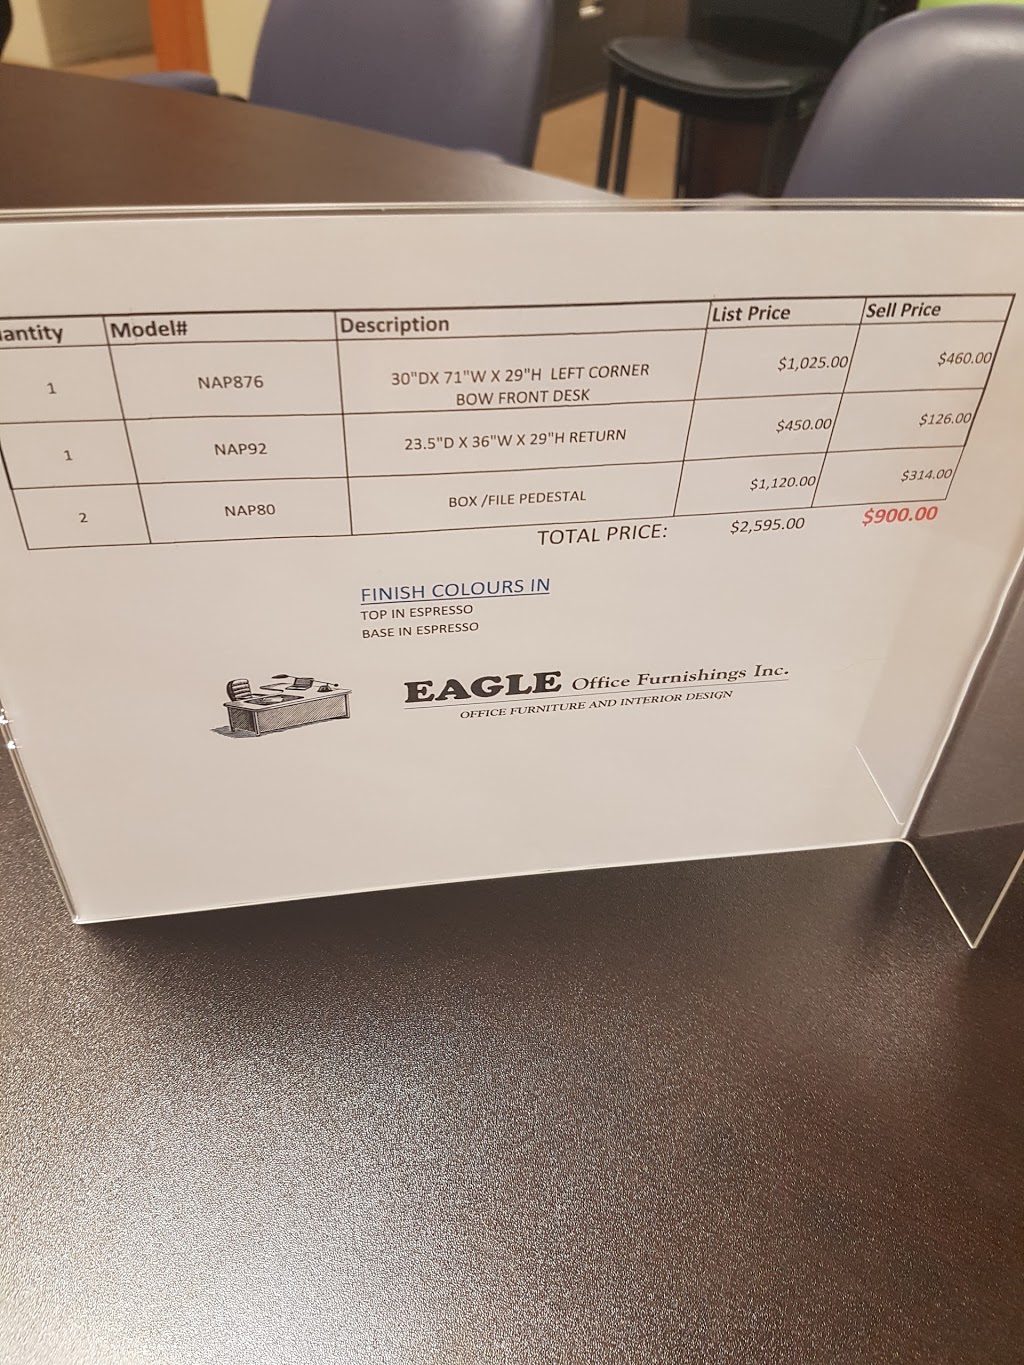 uantity Model# Description List Price Sell Price
1 NAP876 30"DX 71"W X 29"H LEFT CORNER $1,025.00 $460.00
BOW FRONT DESK
1 NAP92 23.5"D X 36"W X 29"H RETURN $450.00 $126.00
2 NAP80 BOX /FILE PEDESTAL $1,120.00 $314.00
TOTAL PRICE: $2,595.00 $900.00
FINISH COLOURS IN
TOP IN ESPRESSO
BASE IN ESPRESSO
EAGLE Office Furnishings Inc.
OFFICE FURNITURE AND INTERIOR DESIGN